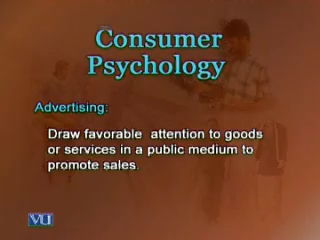 Consumer
Psychology
Advertising:
Draw favorable attention to goods
or services in a public medium to
promote sales.
VU